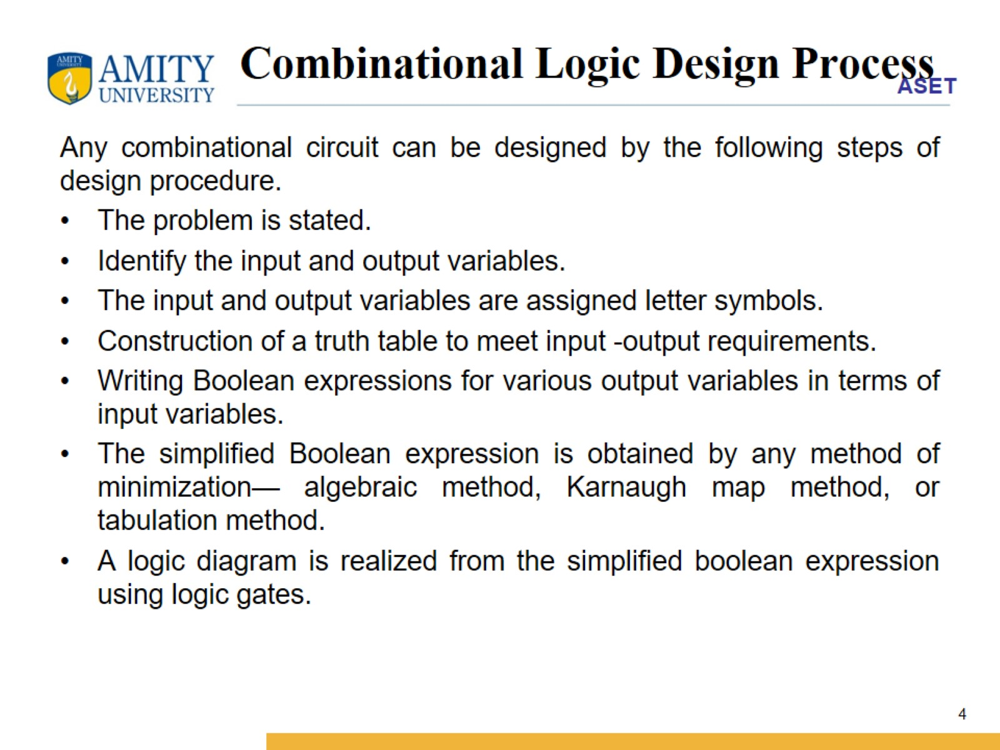 AMITY
UNIVERSITY
AMITY
UNIVERSITY
Combinational Logic Design Process
ASET
Any combinational circuit can be designed by the following steps of
design procedure.
• The problem is stated.
• Identify the input and output variables.
• The input and output variables are assigned letter symbols.
• Construction of a truth table to meet input -output requirements.
• Writing Boolean expressions for various output variables in terms of
input variables.
• The simplified Boolean expression is obtained by any method of
minimization— algebraic method, Karnaugh map method, or
tabulation method.
• A logic diagram is realized from the simplified boolean expression
using logic gates.
4